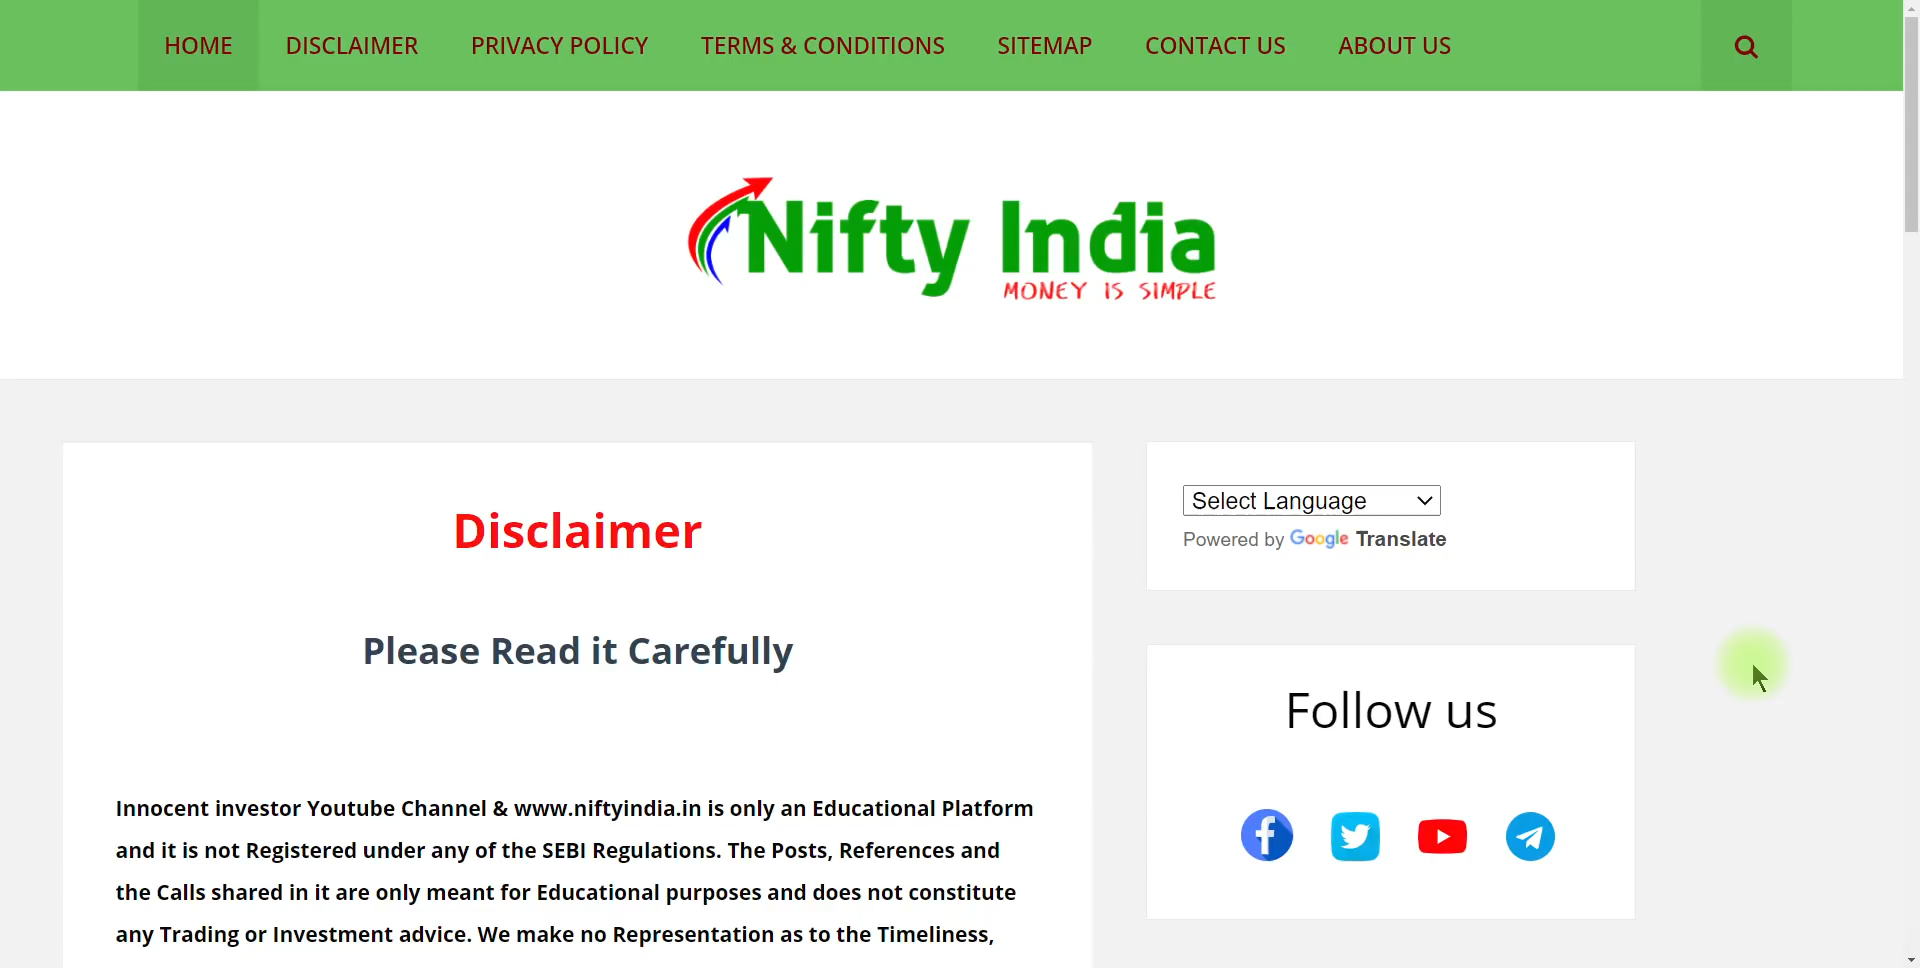 HOME DISCLAIMER PRIVACY POLICY TERMS & CONDITIONS SITEMAP CONTACT US ABOUT US
Nifty India
MONEY IS SIMPLE
Disclaimer
Please Read it Carefully
Innocent investor Youtube Channel & www.niftyindia.in is only an Educational Platform
and it is not Registered under any of the SEBI Regulations. The Posts, References and
the Calls shared in it are only meant for Educational purposes and does not constitute
any Trading or Investment advice. We make no Representation as to the Timeliness,
Select Language
Powered by Google Translate
Follow us